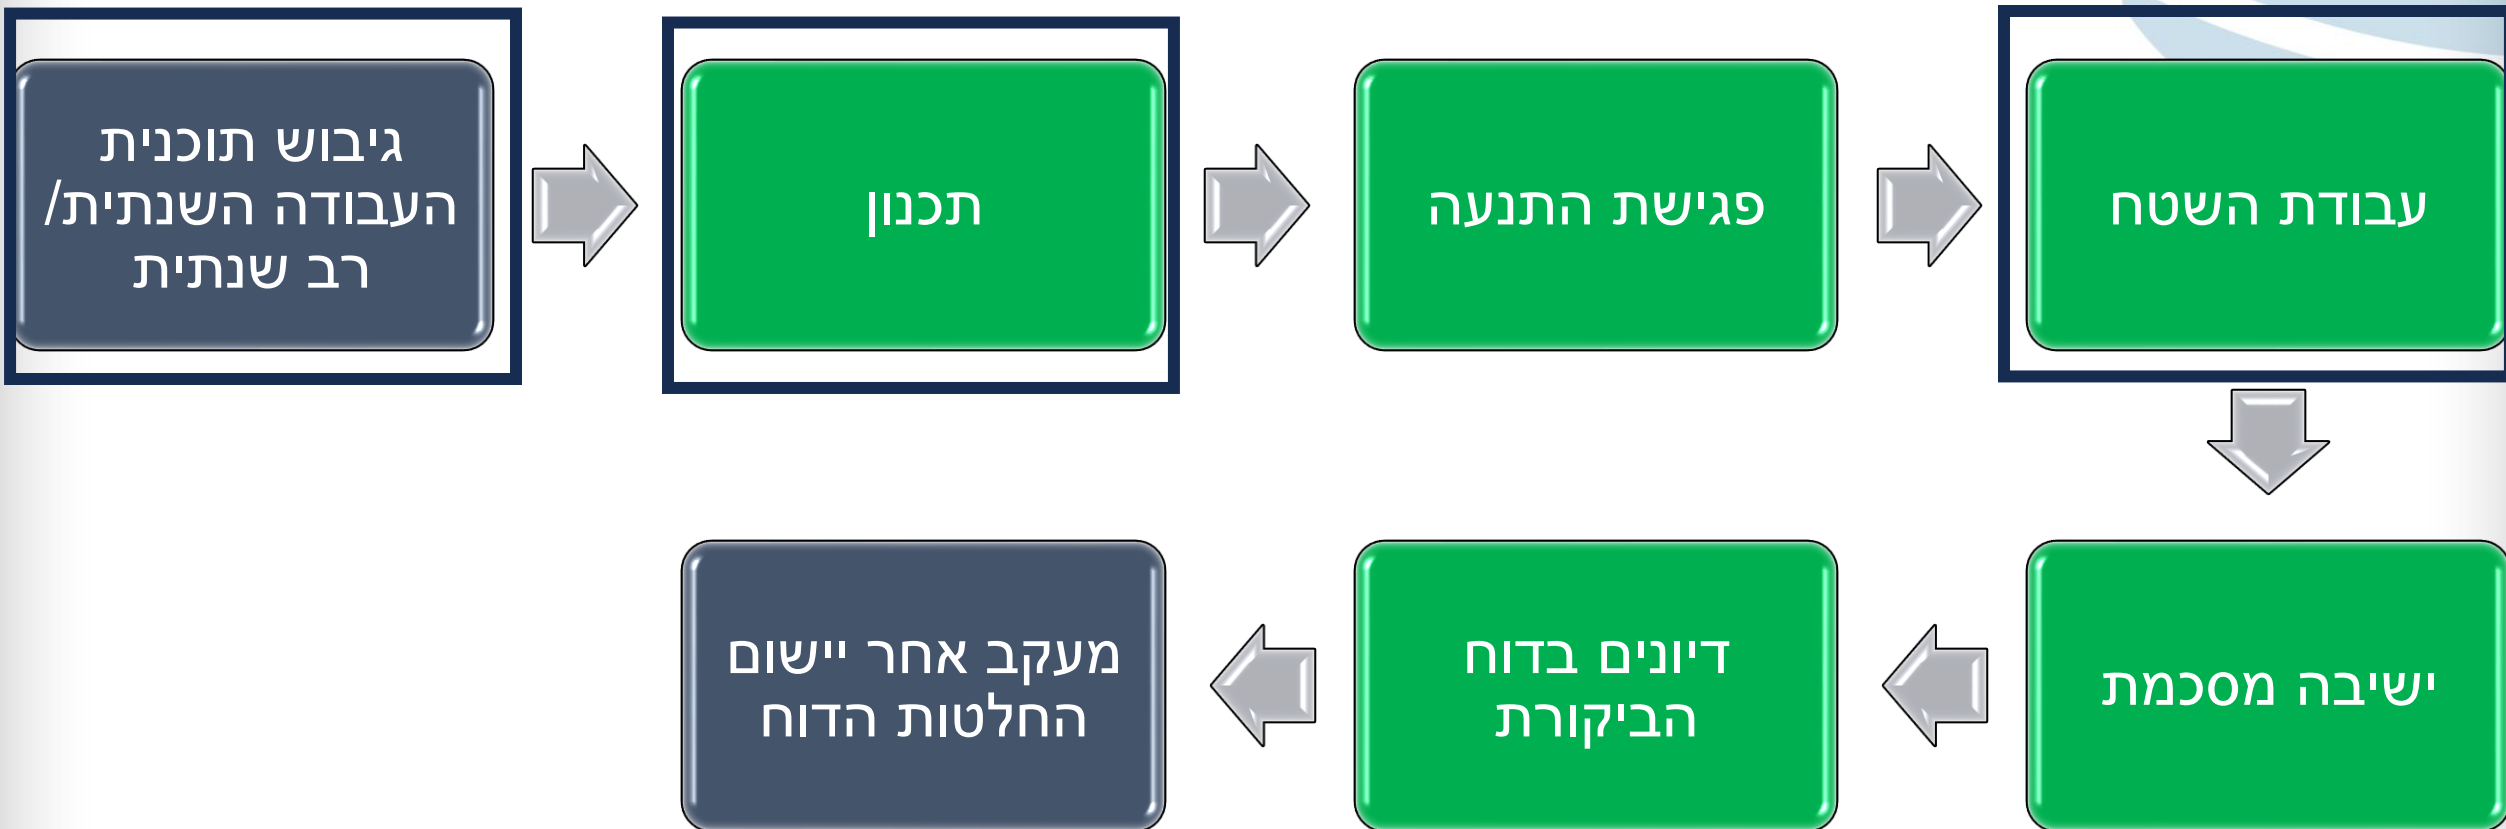 גיבוש תוכנית
העבודה השנתית/
רב שנתית
תכנון
פגישת התנעה
עבודת השטח
ישיבה מסכמת
דיונים בדוח
הביקורת
מעקב אחר יישום
החלטות הדוח